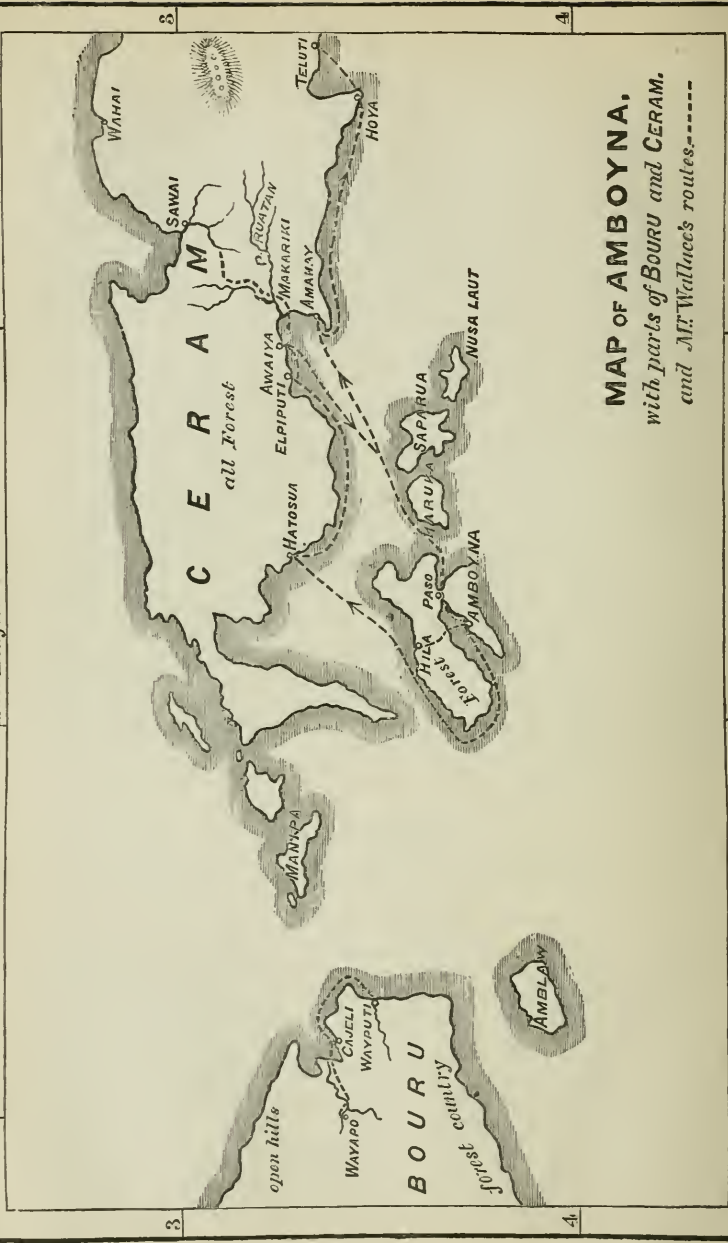 3
4
WAHAI
SAWAI
TELUTI
HOYA
R. RUATAN
MAKARIKI
AMAHAY
AWAIYA
ELPIPUTI
CERAM
all Forest
HATOSUA
NUSA LAUT
SAPARUA
HARUKA
PASO
HILA
Forest
AMBOYNA
MANIPA
CAJELI
WAYPUTI
WAYAPO
open hills
BOURU
forest country
AMBLAW
3
4
MAP OF AMBOYNA,
with parts of BOURU and CERAM.
and Mr. Wallace's routes.